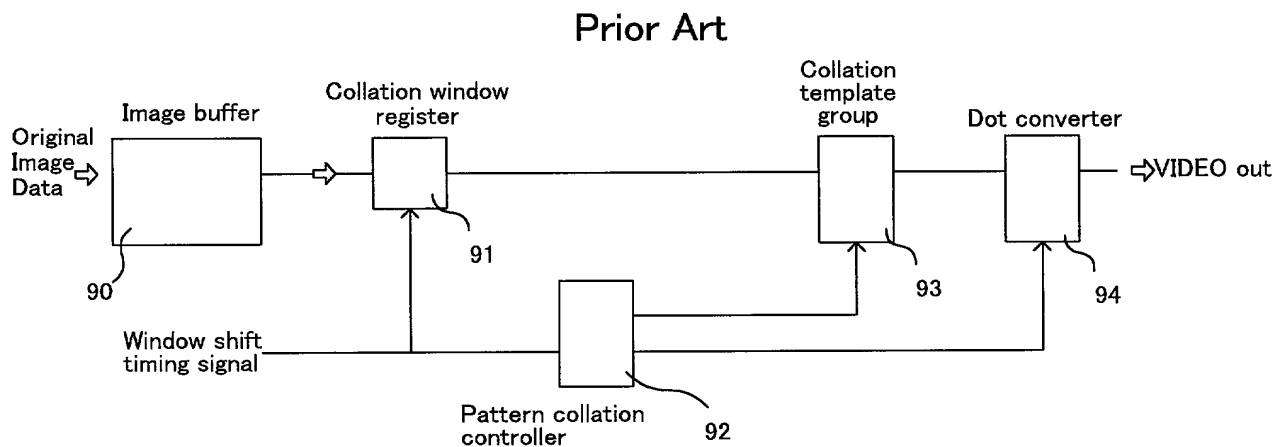 Prior Art
Original
Image
Data
Image buffer
90
Collation window
register
91
Collation
template
group
93
Dot converter
94
VIDEO out
Window shift
timing signal
Pattern collation
controller
92